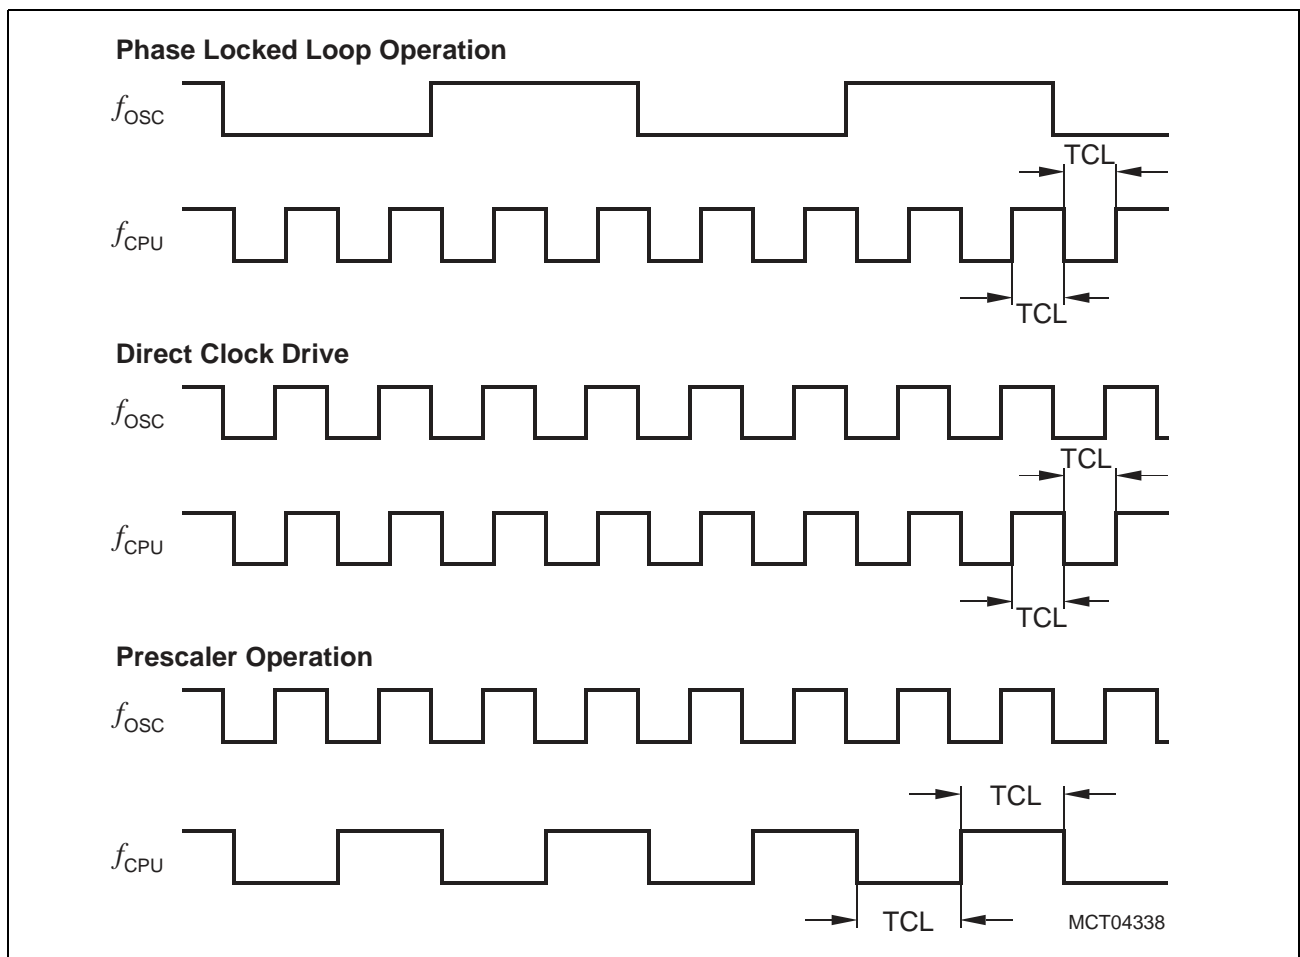 Phase Locked Loop Operation
fOSC
TCL
fCPU
TCL
Direct Clock Drive
fOSC
TCL
fCPU
TCL
Prescaler Operation
fOSC
TCL
fCPU
TCL
MCT04338